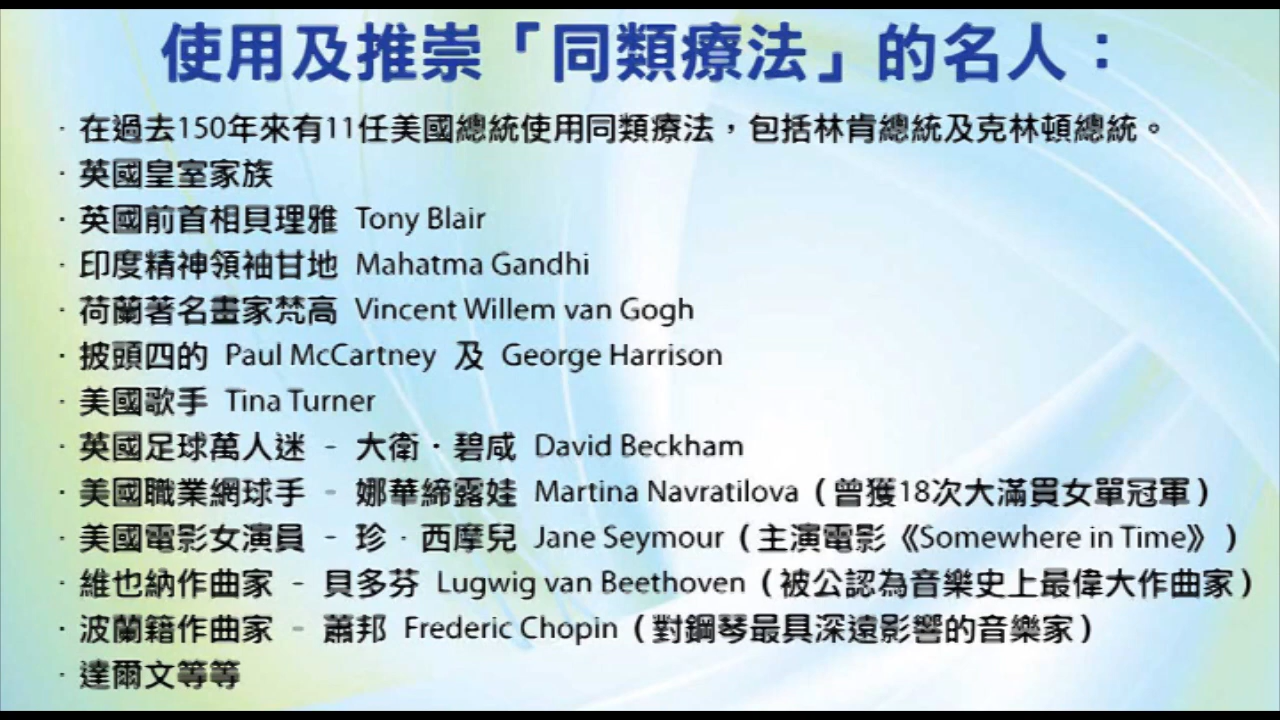 使用及推崇「同類療法」的名人：
· 在過去150年來有11任美國總統使用同類療法，包括林肯總統及克林頓總統。
· 英國皇室家族
· 英國前首相貝理雅 Tony Blair
· 印度精神領袖甘地 Mahatma Gandhi
· 荷蘭著名畫家梵高 Vincent Willem van Gogh
· 披頭四的 Paul McCartney 及 George Harrison
· 美國歌手 Tina Turner
· 英國足球萬人迷 - 大衛·碧咸 David Beckham
· 美國職業網球手 - 娜華締露娃 Martina Navratilova（曾獲18次大滿貫女單冠軍）
· 美國電影女演員 - 珍·西摩兒 Jane Seymour（主演電影《Somewhere in Time》）
· 維也納作曲家 - 貝多芬 Lugwig van Beethoven（被公認為音樂史上最偉大作曲家）
· 波蘭籍作曲家 - 蕭邦 Frederic Chopin（對鋼琴最具深遠影響的音樂家）
· 達爾文等等